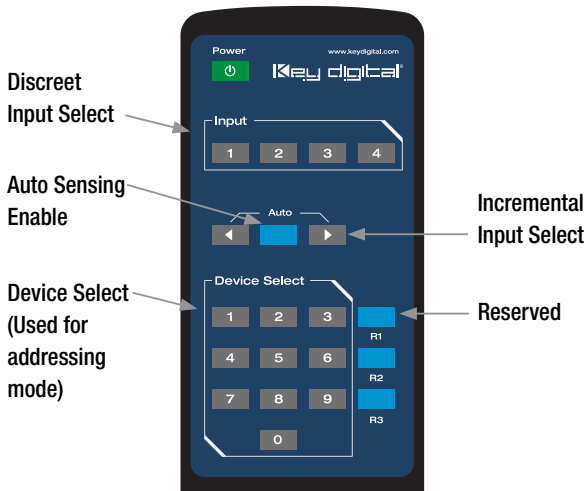 Power
www.keydigital.com
Key digital
Discreet
Input Select
Input
1 2 3 4
Auto Sensing
Enable
Auto
Incremental
Input Select
Device Select
(Used for
addressing
mode)
Device Select
1 2 3
R1
Reserved
4 5 6
R2
7 8 9
R3
0